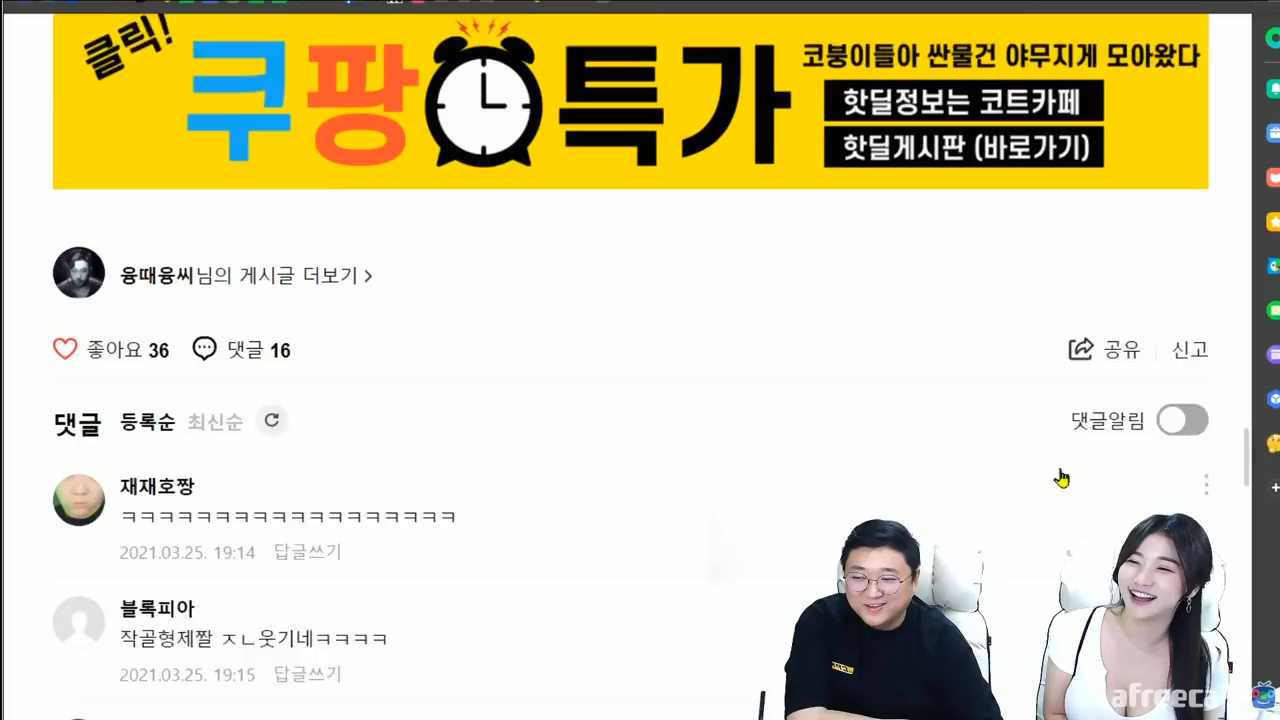 클릭!
쿠팡 특가
코붕이들아 싼물건 야무지게 모아왔다
핫딜정보는 코트카페
핫딜게시판 (바로가기)
융때융씨님의 게시글 더보기 >
좋아요 36 댓글 16
공유 신고
댓글 등록순 최신순
댓글알림
재재호짱
ㅋㅋㅋㅋㅋㅋㅋㅋㅋㅋㅋㅋㅋㅋㅋㅋㅋㅋ
2021.03.25. 19:14 답글쓰기
블록피아
작골형제짤 ㅈㄴ웃기네ㅋㅋㅋㅋ
2021.03.25. 19:15 답글쓰기
afreeca